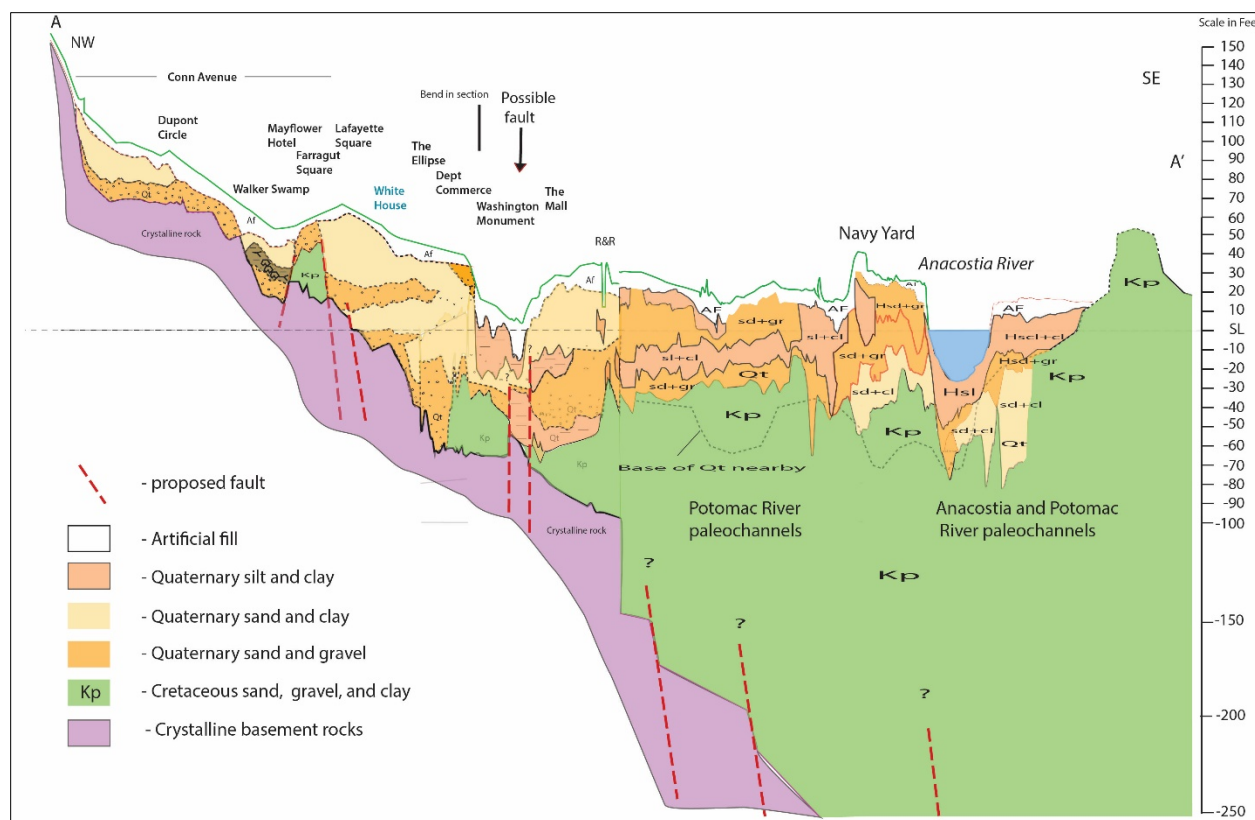 A
NW
Scale in Fee
Conn Avenue
Bend in section
Possible
fault
SE
A'
Dupont
Circle
Mayflower
Hotel
Farragut
Square
Lafayette
Square
The
Ellipse
Dept
Commerce
Walker Swamp
White
House
Washington
Monument
The
Mall
R&R
Navy Yard
Anacostia River
150
150
140
130
120
110
100
90
80
70
60
50
40
30
20
10
SL
-10
-20
-30
-40
-50
-60
-70
-80
-90
-100
-150
-200
-250
Qt
Af
Crystalline rock
Kp
Af
Af
AF
sd+gr
sl+cl
sl+cl
Qt
sd+gr
Kp
Base of Qt nearby
AF
Hsd+gr
sd+gr
sd+cl
Kp
Hsl
AF
Hscl+cl
Hsd+gr
Kp
sd+cl
sd+gr
Qt
Kp
Qt
Kp
?
?
Qt
Kp
Crystalline rock
Potomac River
paleochannels
Anacostia and Potomac
River paleochannels
Kp
?
?
?
- proposed fault
- Artificial fill
- Quaternary silt and clay
- Quaternary sand and clay
- Quaternary sand and gravel
Kp - Cretaceous sand, gravel, and clay
- Crystalline basement rocks